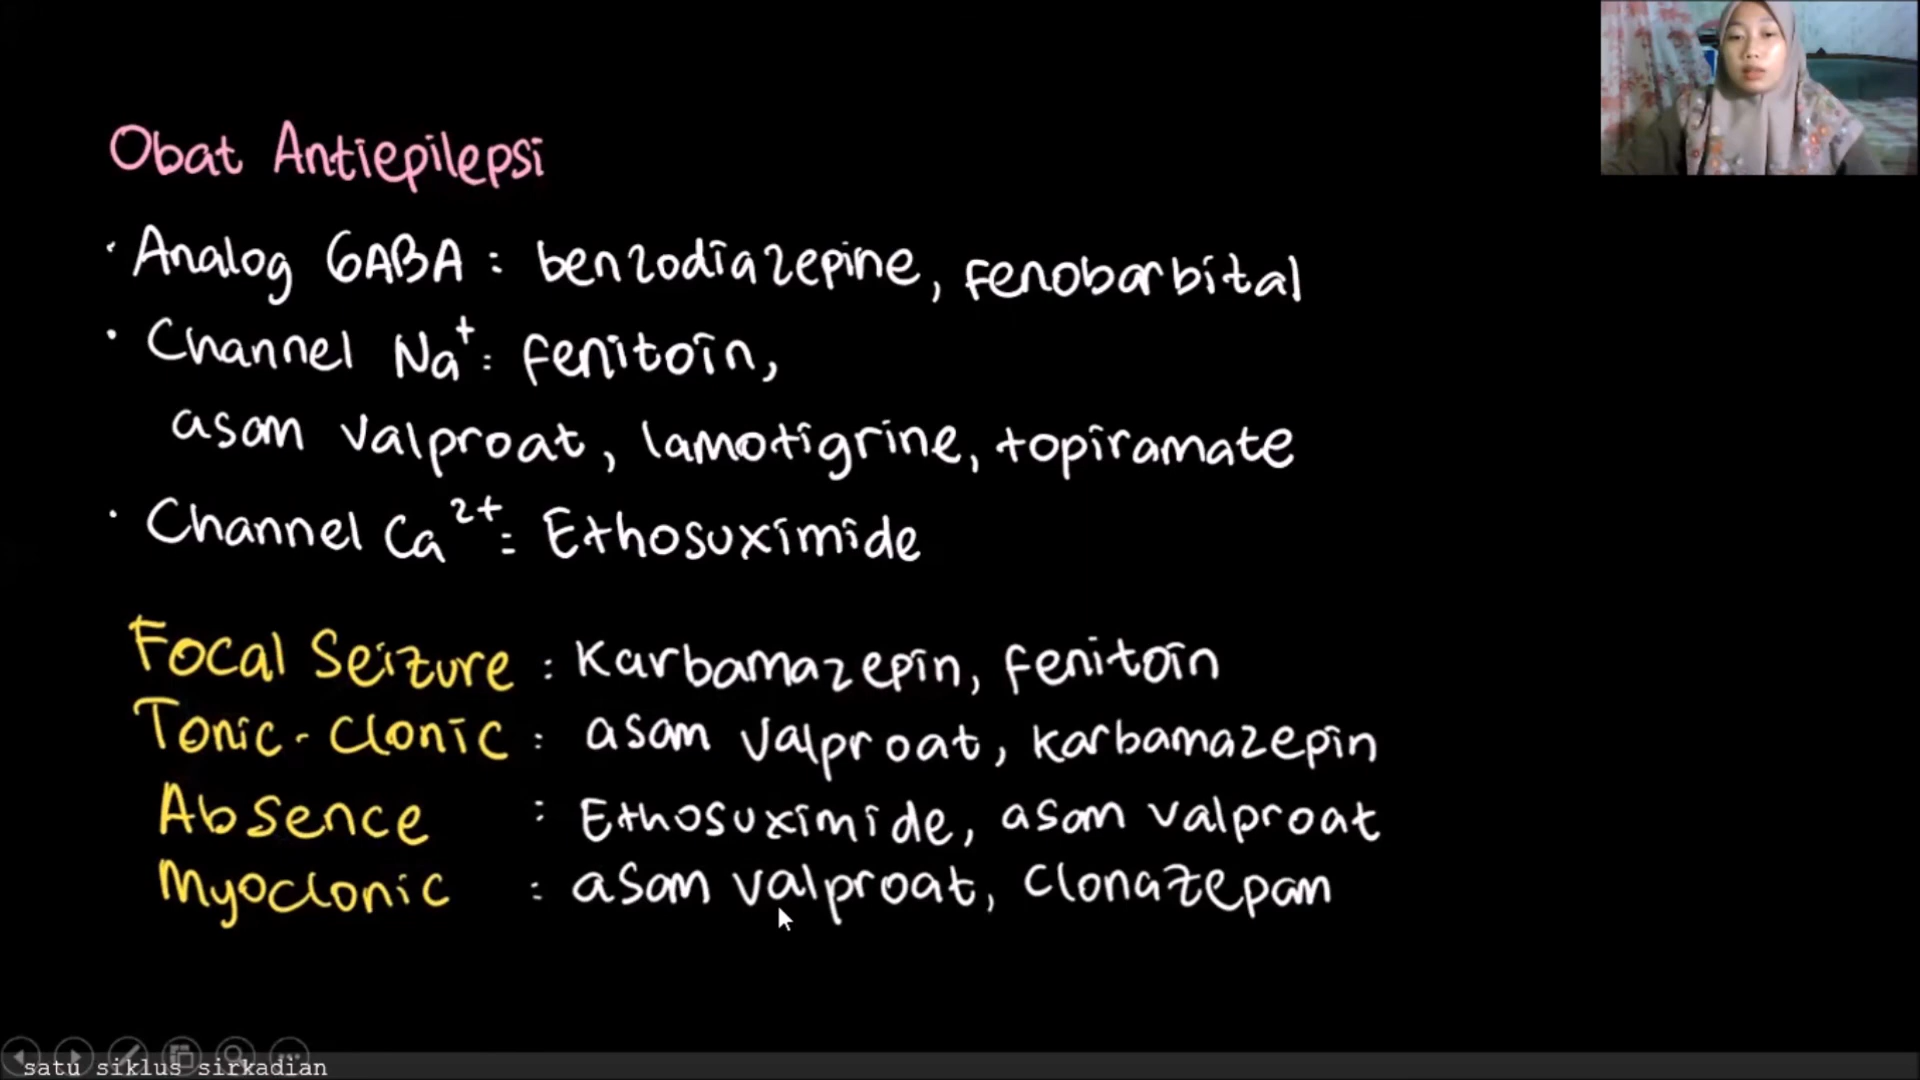 Obat Antiepilepsi
· Analog GABA : benzodiazepine, fenobarbital
· Channel Na⁺: fenitoin,
asam valproat, lamotigrine, topiramate
· Channel Ca²⁺: Ethosuximide
Focal Seizure : Karbamazepin, fenitoin
Tonic-Clonic : asam valproat, karbamazepin
Absence : Ethosuximide, asam valproat
Myoclonic : asam valproat, Clonazepam
satu siklus sirkadian